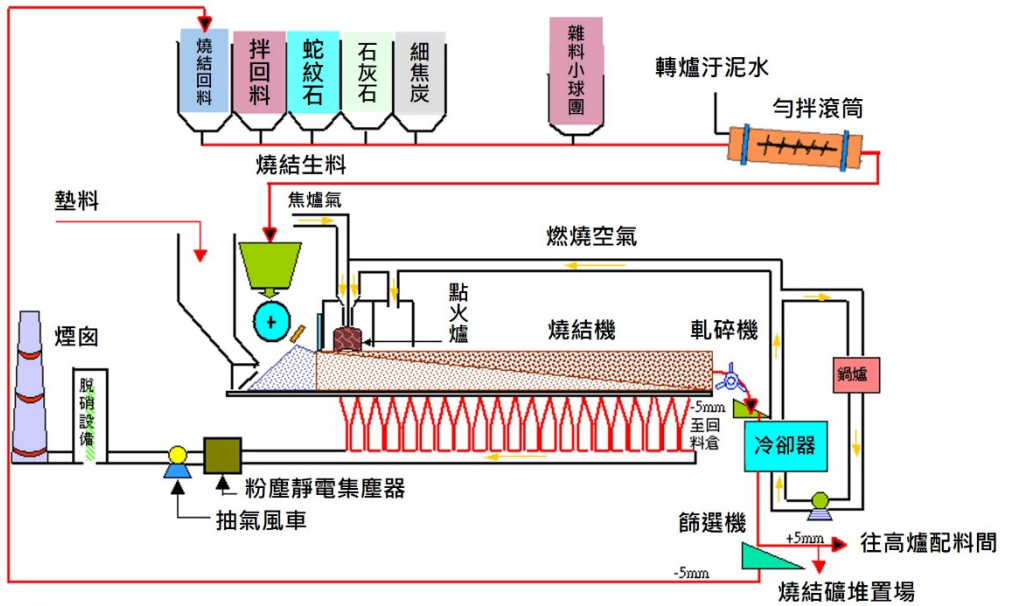 燒結回料
拌回料
蛇紋石
石灰石
細焦炭
雜料小球團
轉爐汙泥水
勻拌滾筒
燒結生料
墊料
焦爐氣
燃燒空氣
點火爐
燒結機
軋碎機
鍋爐
煙囪
脫硝設備
-5mm
至回
料倉
冷卻器
粉塵靜電集塵器
抽氣風車
篩選機
+5mm
往高爐配料間
-5mm
燒結礦堆置場